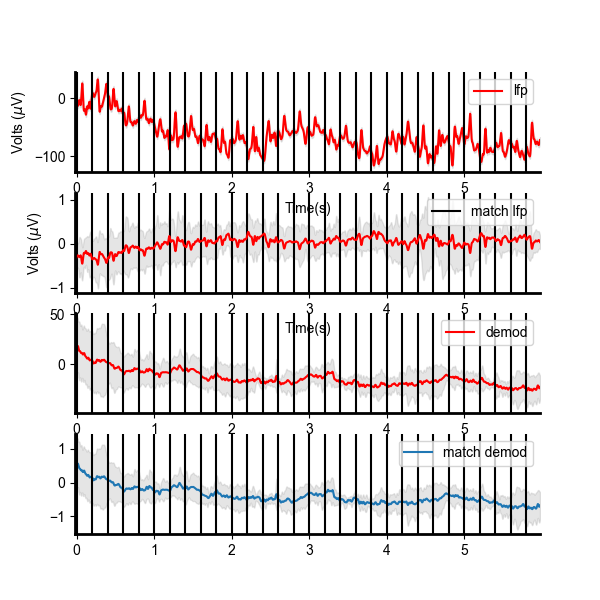 lfp
Volts (μV)
0
−100
0 1 2 3 4 5
Time(s)
match lfp
Volts (μV)
1
0
−1
0 1 2 3 4 5
Time(s)
demod
50
0
0 1 2 3 4 5
match demod
1
0
−1
0 1 2 3 4 5